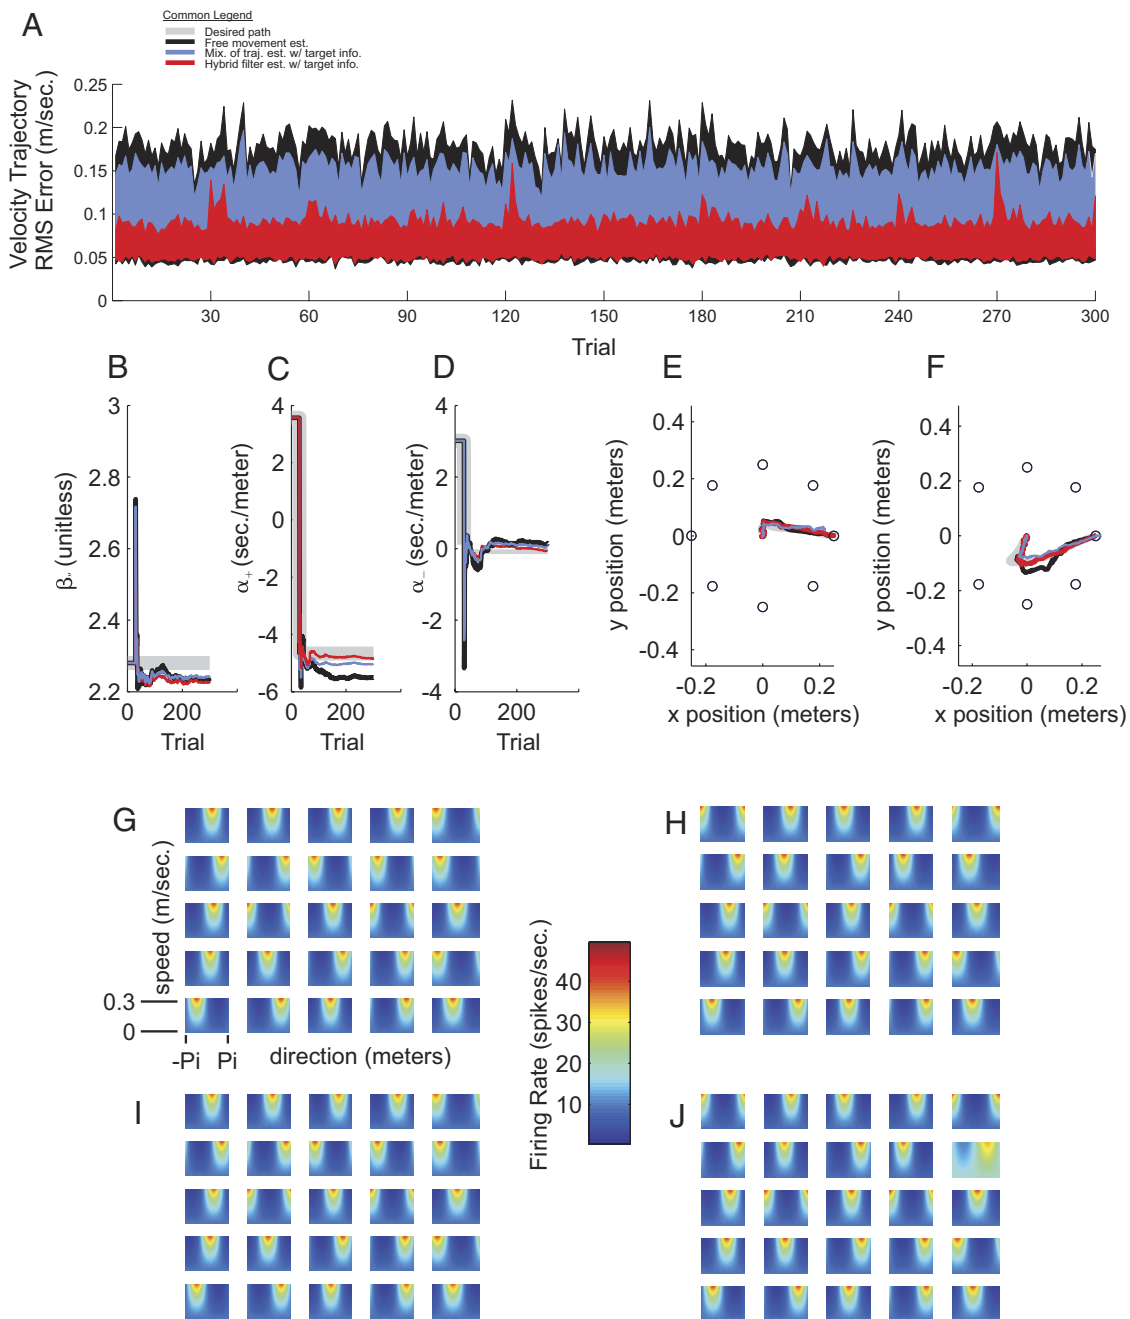 Common Legend
A
Desired path
Free movement est.
Mix. of traj. est. w/ target info.
Hybrid filter est. w/ target info.
Velocity Trajectory
RMS Error (m/sec.)
0.25
0.2
0.15
0.1
0.05
0
30 60 90 120 150 180 210 240 270 300
Trial
B
β₀ (unitless)
3
2.8
2.6
2.4
2.2
0 200
Trial
C
α₊ (sec./meter)
4
2
0
-2
-4
-6
0 200
Trial
D
α₋ (sec./meter)
4
2
0
-2
-4
0 200
Trial
E
y position (meters)
0.4
0.2
0
-0.2
-0.4
-0.2 0 0.2
x position (meters)
F
y position (meters)
0.4
0.2
0
-0.2
-0.4
-0.2 0 0.2
x position (meters)
G
speed (m/sec.)
0.3
0
-Pi Pi
direction (meters)
H
Firing Rate (spikes/sec.)
40
30
20
10
I
J